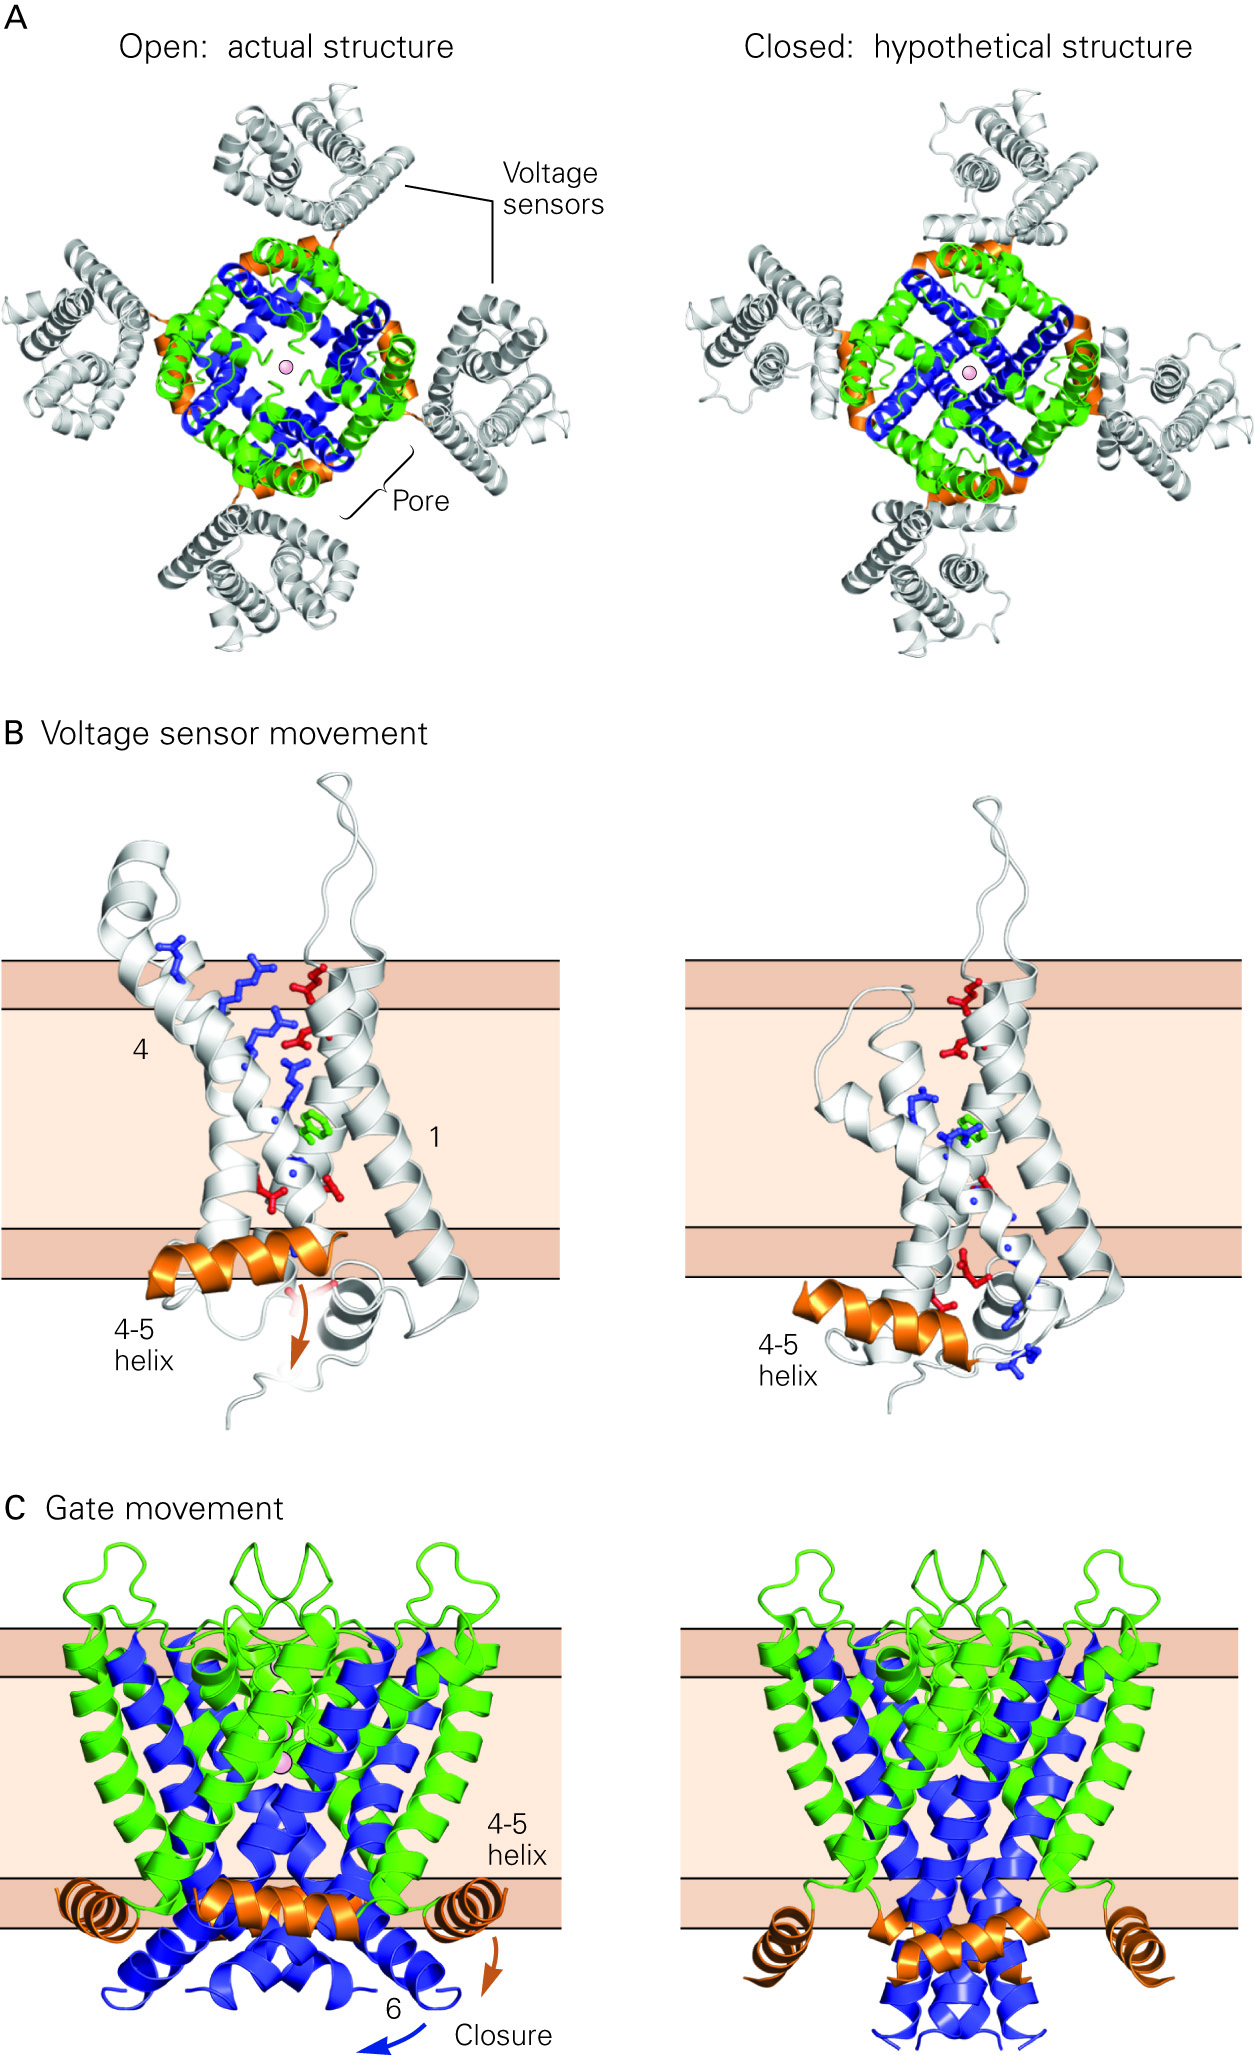 A
Open: actual structure
Closed: hypothetical structure
Voltage
sensors
Pore
B Voltage sensor movement
4
1
4-5
helix
4-5
helix
C Gate movement
4-5
helix
6
Closure